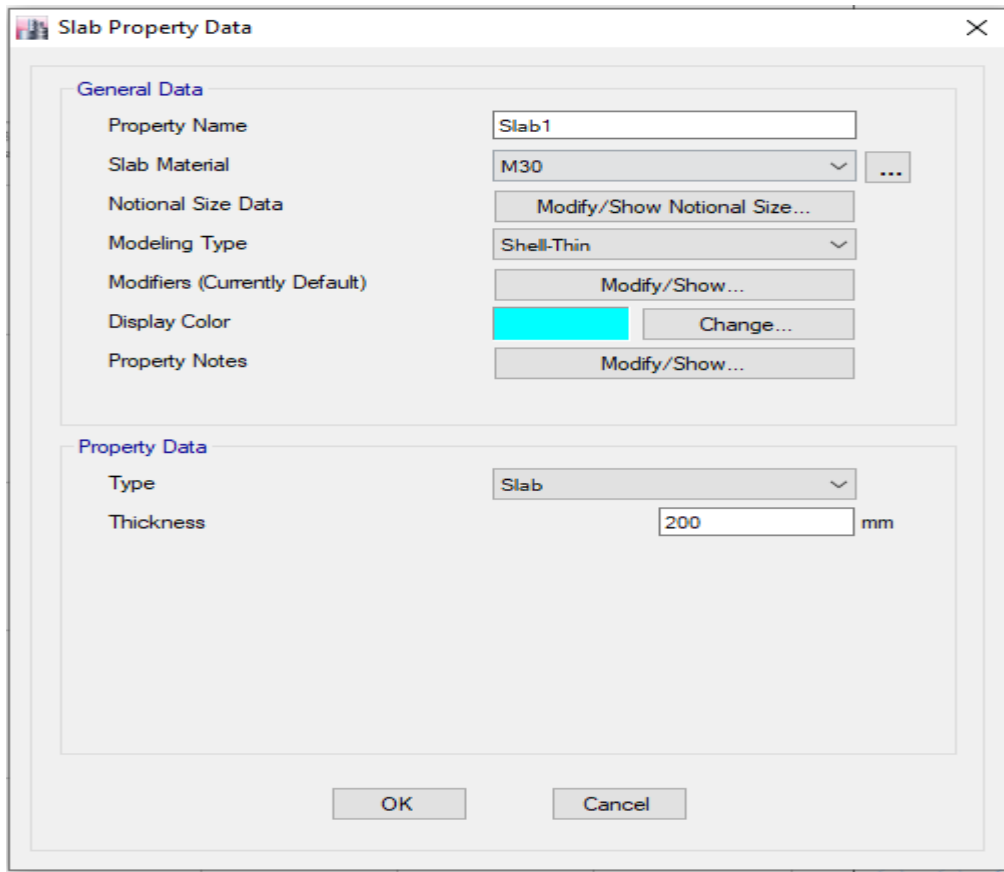 Slab Property Data
General Data
Property Name
Slab1
Slab Material
M30
...
Notional Size Data
Modify/Show Notional Size...
Modeling Type
Shell-Thin
Modifiers (Currently Default)
Modify/Show...
Display Color
Change...
Property Notes
Modify/Show...
Property Data
Type
Slab
Thickness
200
mm
OK
Cancel